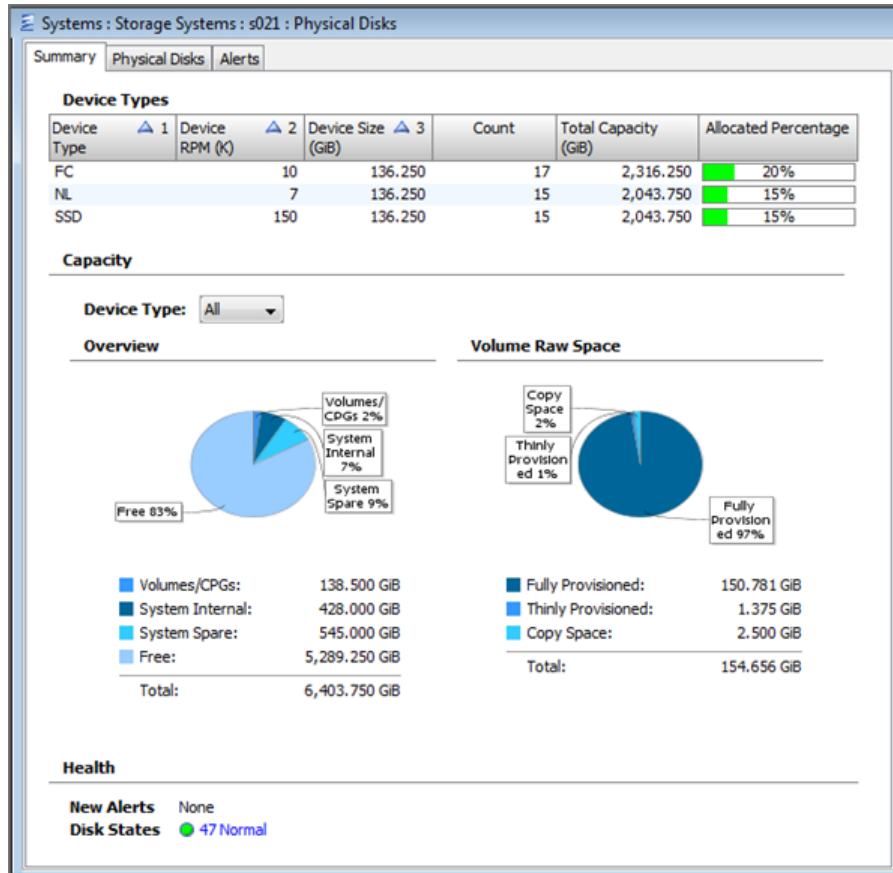 Systems : Storage Systems : s021 : Physical Disks
Summary Physical Disks Alerts
Device Types
Device Type 1 Device RPM (K) 2 Device Size (GiB) 3 Count Total Capacity (GiB) Allocated Percentage
FC 10 136.250 17 2,316.250 20%
NL 7 136.250 15 2,043.750 15%
SSD 150 136.250 15 2,043.750 15%
Capacity
Device Type: All
Overview
Volumes/
CPGs 2%
System
Internal
7%
System
Spare 9%
Free 83%
Volumes/CPGs: 138.500 GiB
System Internal: 428.000 GiB
System Spare: 545.000 GiB
Free: 5,289.250 GiB
Total: 6,403.750 GiB
Volume Raw Space
Copy
Space
2%
Thinly
Provision
ed 1%
Fully
Provision
ed 97%
Fully Provisioned: 150.781 GiB
Thinly Provisioned: 1.375 GiB
Copy Space: 2.500 GiB
Total: 154.656 GiB
Health
New Alerts None
Disk States 47 Normal